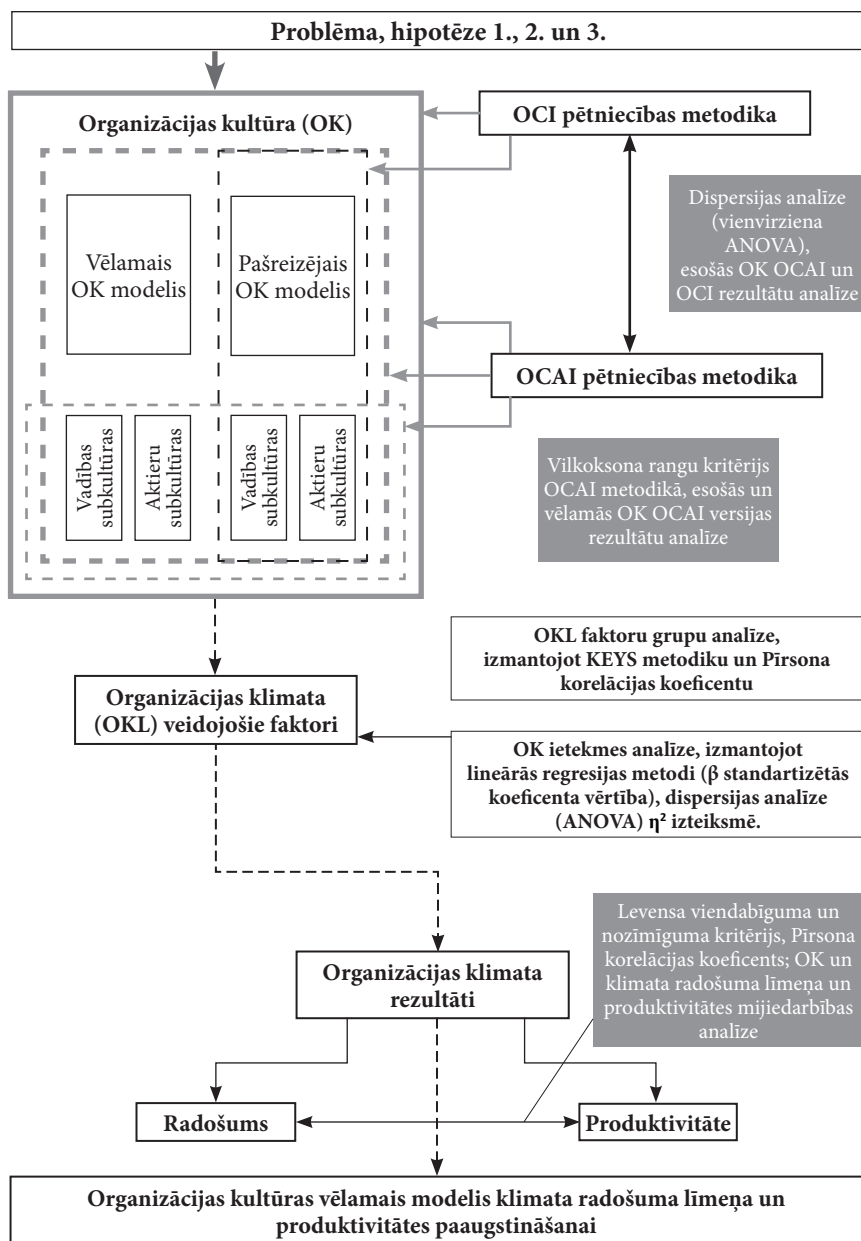 Problēma, hipotēze 1., 2. un 3.
Organizācijas kultūra (OK)
OCI pētniecības metodika
Vēlamais
OK modelis
Pašreizējais
OK modelis
Dispersijas analīze
(vienvirziena
ANOVA),
esošās OK OCAI un
OCI rezultātu analīze
OCAI pētniecības metodika
Vadības
subkultūras
Aktieru
subkultūras
Vadības
subkultūras
Aktieru
subkultūras
Vilkoksona rangu kritērijs
OCAI metodikā, esošās un
vēlamās OK OCAI versijas
rezultātu analīze
OKL faktoru grupu analīze,
izmantojot KEYS metodiku un Pīrsona
korelācijas koeficentu
Organizācijas klimata
(OKL) veidojošie faktori
OK ietekmes analīze, izmantojot
lineārās regresijas metodi (β standartizētās
koeficenta vērtība), dispersijas analīze
(ANOVA) η² izteiksmē.
Levensa viendabīguma un
nozīmīguma kritērijs, Pīrsona
korelācijas koeficents; OK un
klimata radošuma līmeņa un
produktivitātes mijiedarbības
analīze
Organizācijas klimata
rezultāti
Radošums
Produktivitāte
Organizācijas kultūras vēlamais modelis klimata radošuma līmeņa un
produktivitātes paaugstināšanai